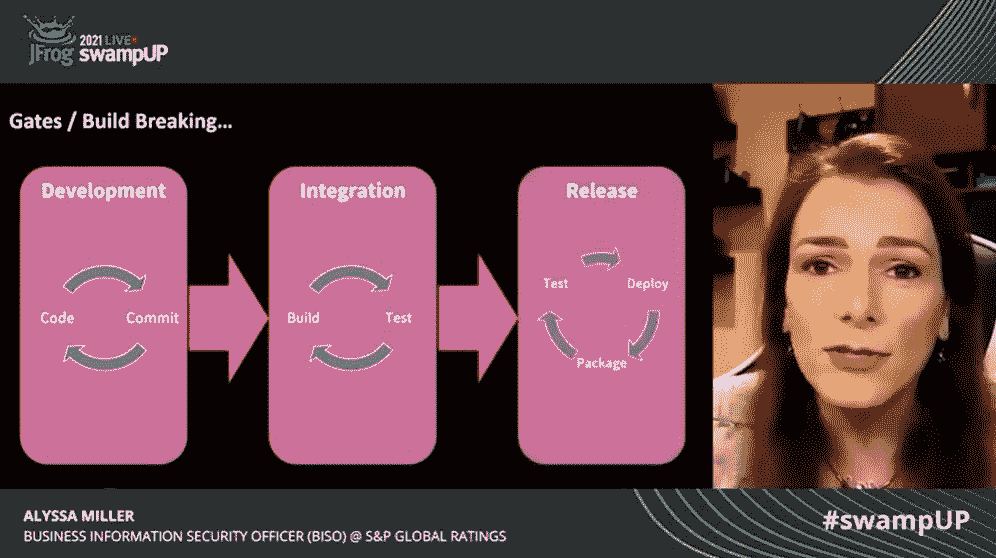 JFrog
2021 LIVE
swampUP
Gates / Build Breaking...
Development
Integration
Release
Code
Commit
Build
Test
Test
Deploy
Package
ALYSSA MILLER
BUSINESS INFORMATION SECURITY OFFICER (BISO) @ S&P GLOBAL RATINGS
#swampUP